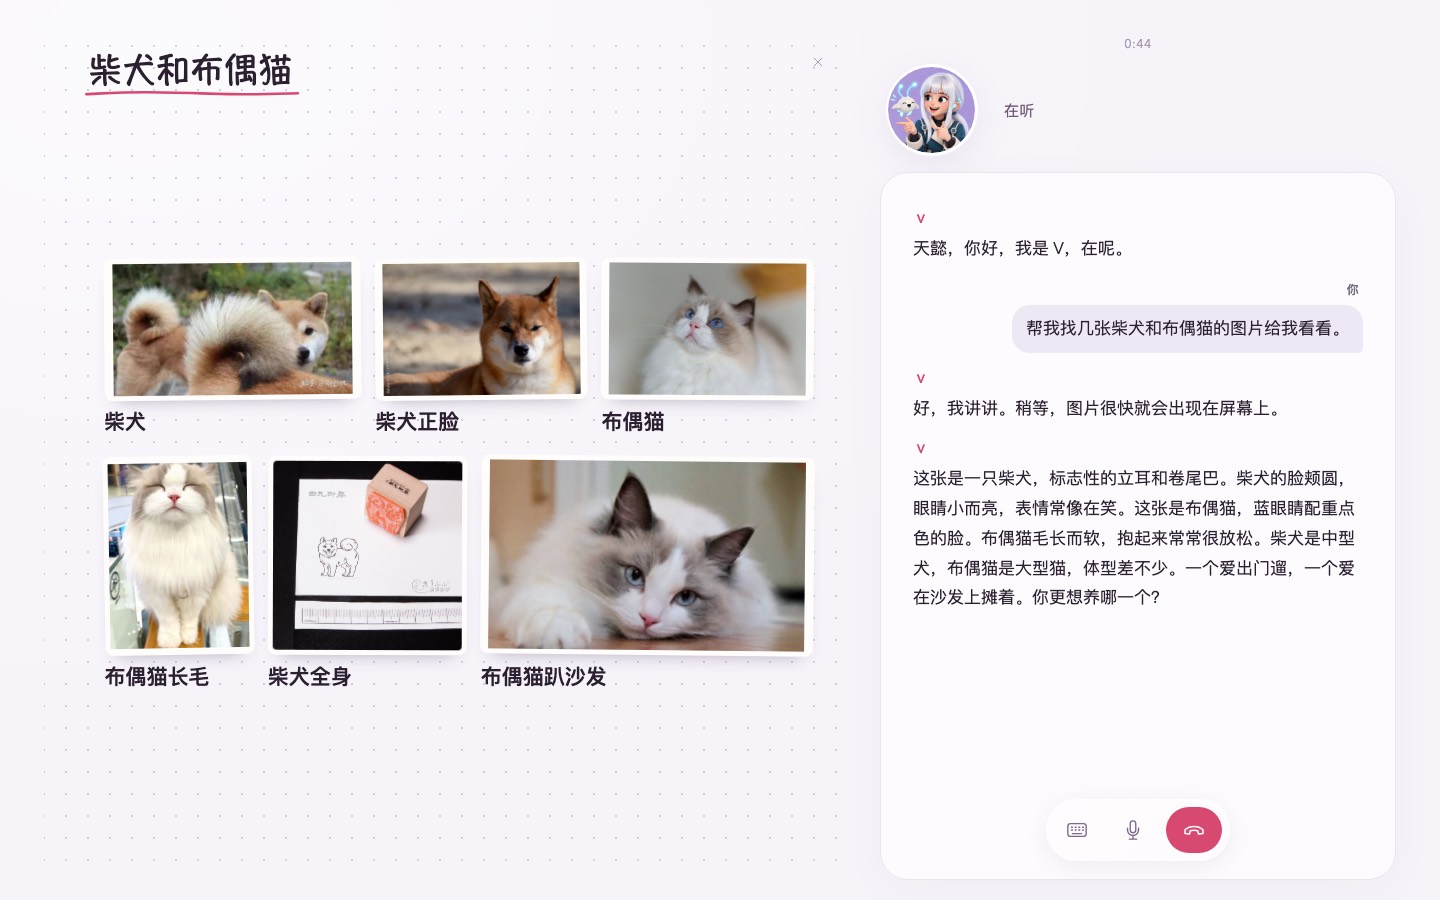 柴犬和布偶猫
柴犬
柴犬正脸
布偶猫
布偶猫长毛
柴犬全身
布偶猫趴沙发
0:44
在听
V
天懿，你好，我是 V，在呢。
你
帮我找几张柴犬和布偶猫的图片给我看看。
V
好，我讲讲。稍等，图片很快就会出现在屏幕上。
V
这张是一只柴犬，标志性的立耳和卷尾巴。柴犬的脸颊圆，
眼睛小而亮，表情常像在笑。这张是布偶猫，蓝眼睛配重点
色的脸。布偶猫毛长而软，抱起来常常很放松。柴犬是中型
犬，布偶猫是大型猫，体型差不少。一个爱出门遛，一个爱
在沙发上摊着。你更想养哪一个？